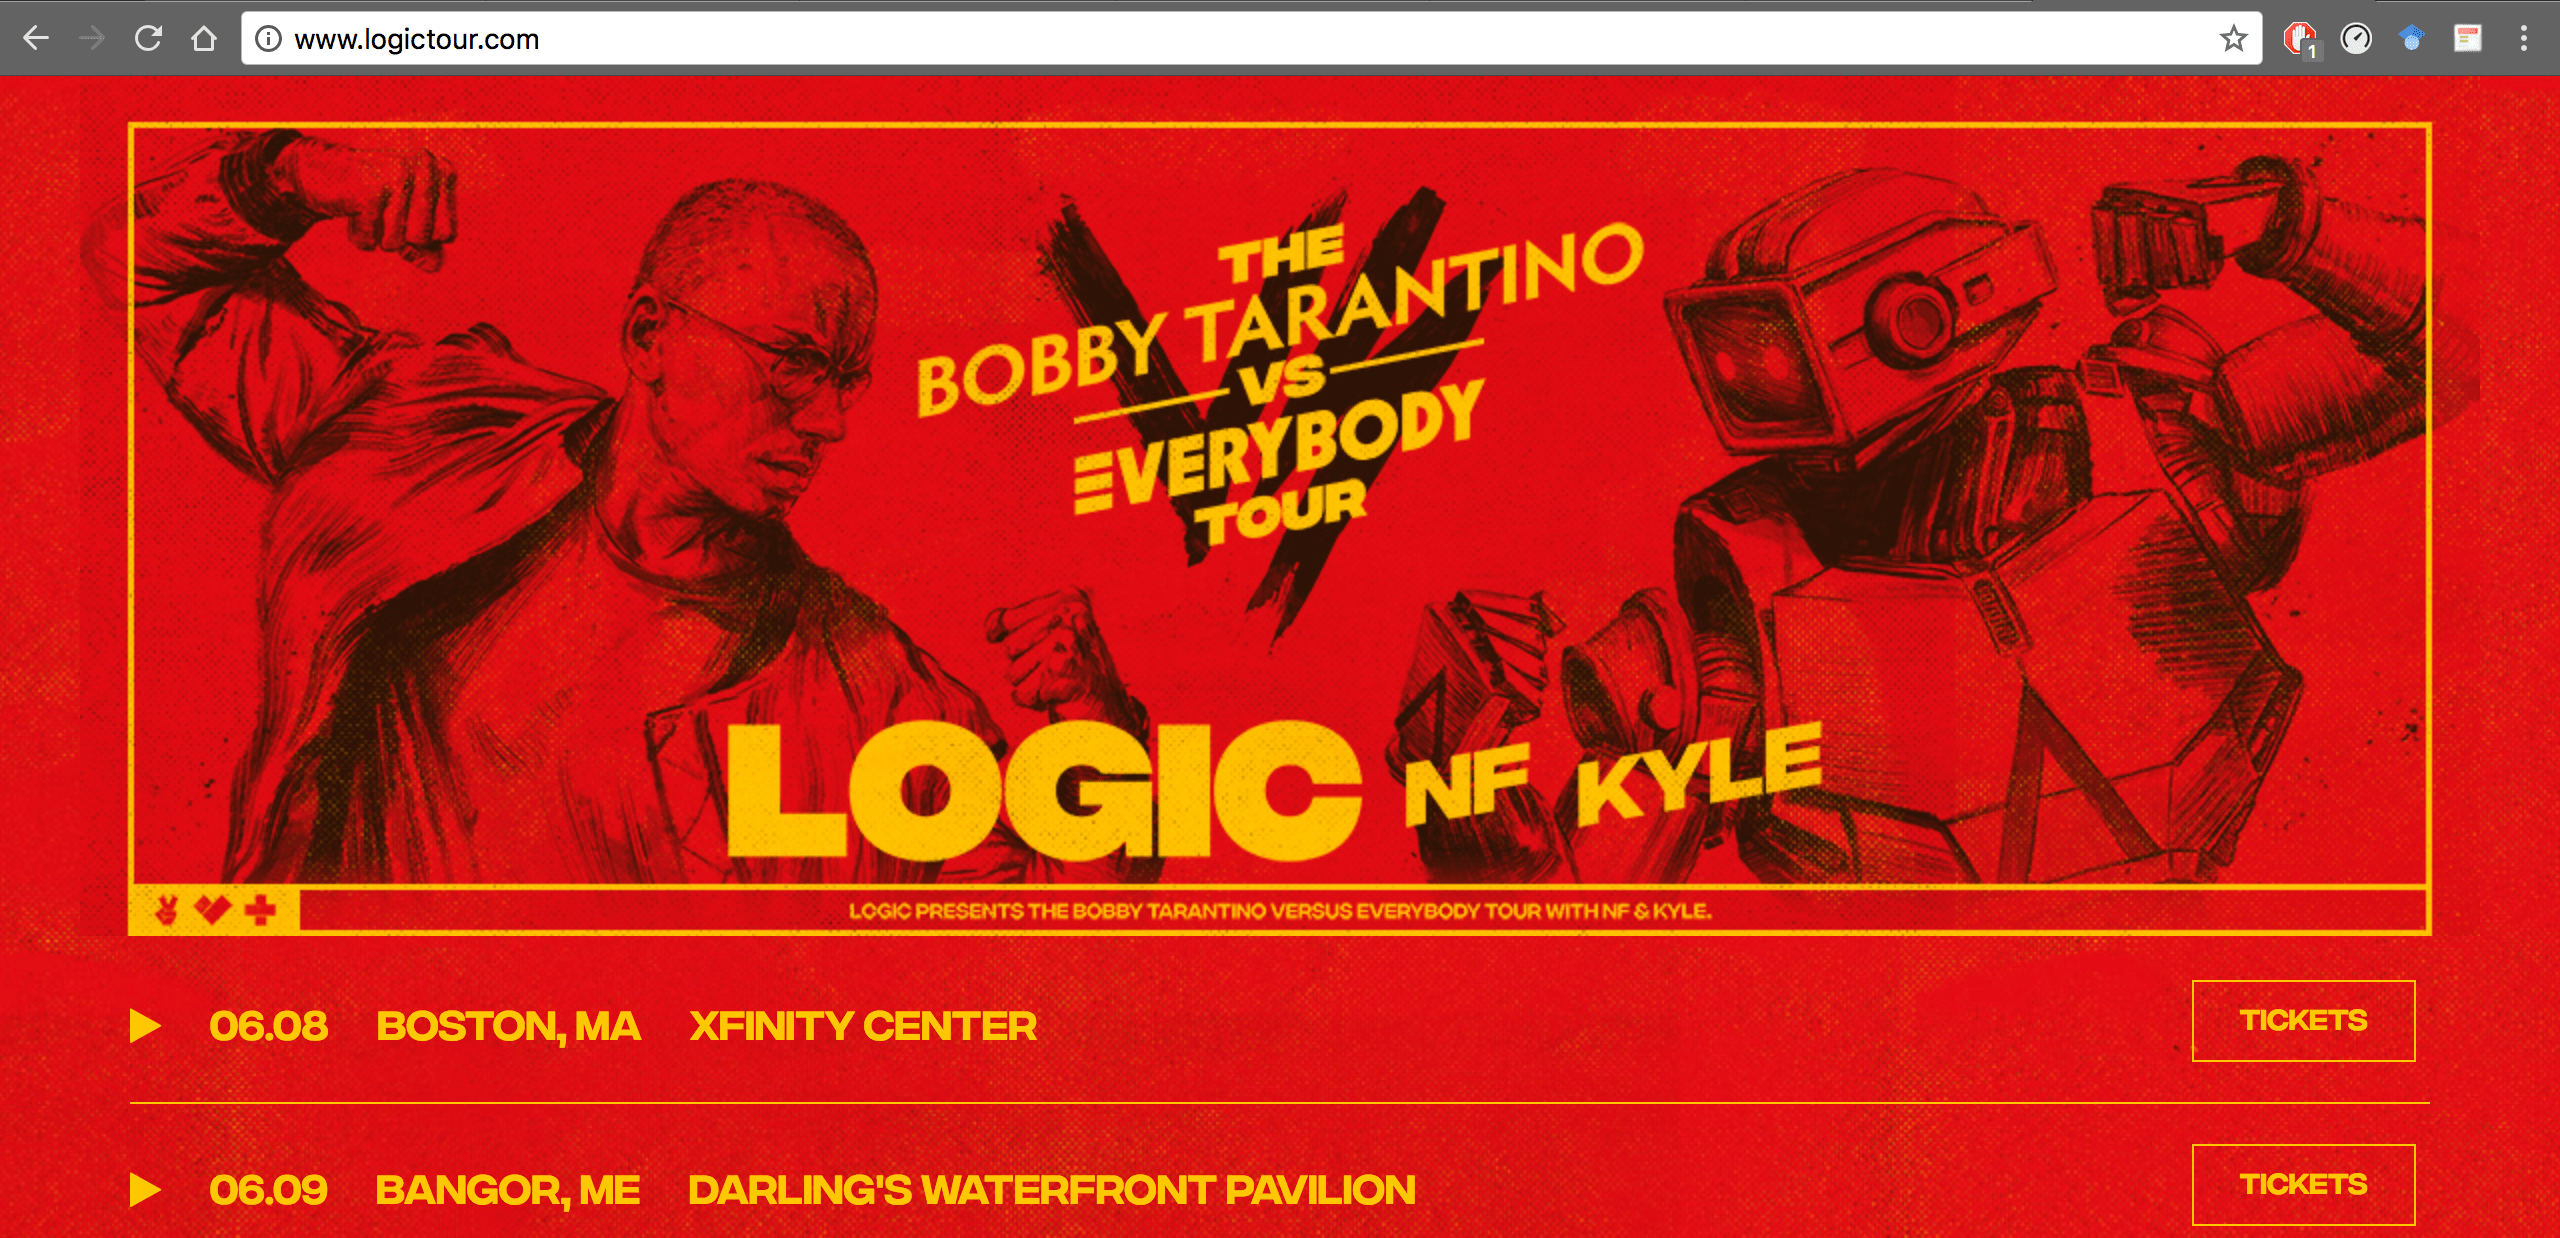 www.logictour.com
1
THE
BOBBY TARANTINO
VS
EVERYBODY
TOUR
LOGIC NF KYLE
LOGIC PRESENTS THE BOBBY TARANTINO VERSUS EVERYBODY TOUR WITH NF & KYLE.
06.08 BOSTON, MA XFINITY CENTER TICKETS
06.09 BANGOR, ME DARLING'S WATERFRONT PAVILION TICKETS